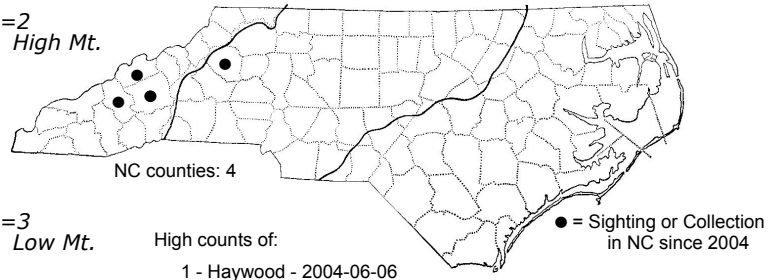 =2
High Mt.
NC counties: 4
=3
Low Mt.
High counts of:
1 - Haywood - 2004-06-06
● = Sighting or Collection
in NC since 2004